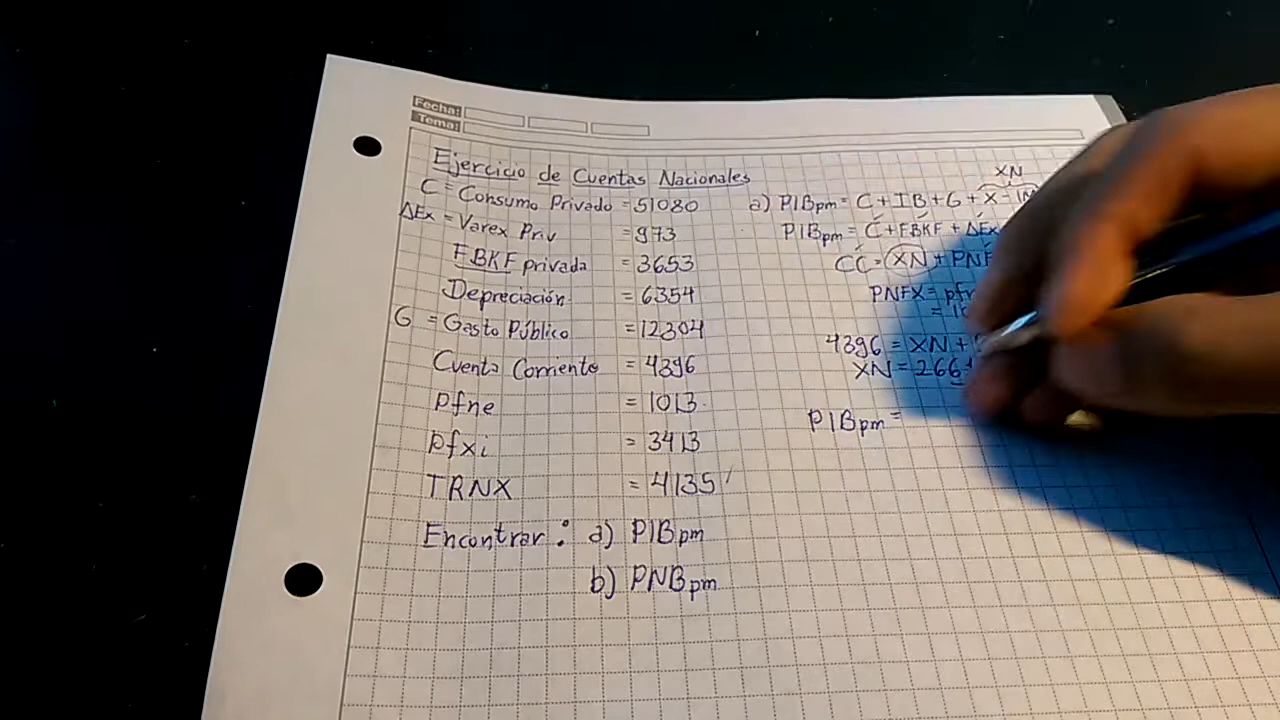 Fecha:
Tema:
Ejercicio de Cuentas Nacionales
C = Consumo Privado = 51080
ΔEx = Varex Priv = 973
FBKF privada = 3653
Depreciación = 6354
G = Gasto Público = 12304
Cuenta Corriente = 4396
pfne = 1013
pfxi = 3413
TRNX = 4135
Encontrar: a) PIBpm
b) PNBpm
XN
a) PIBpm = C + IB + G + X - IM
PIBpm = C + FBKF + ΔEx
CC = XN + PNF
PNFX = pfn
4396 = XN +
XN = 266
PIBpm =